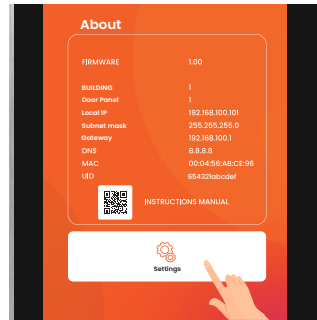 About
FIRMWARE 1.00
BUILDING 1
Door Panel 1
Local IP 192.168.100.101
Subnet mask 255.255.255.0
Gateway 192.168.100.1
DNS 8.8.8.8
MAC 00:04:56:AB:CE:96
UID 654321abcdef
INSTRUCTIONS MANUAL
Settings